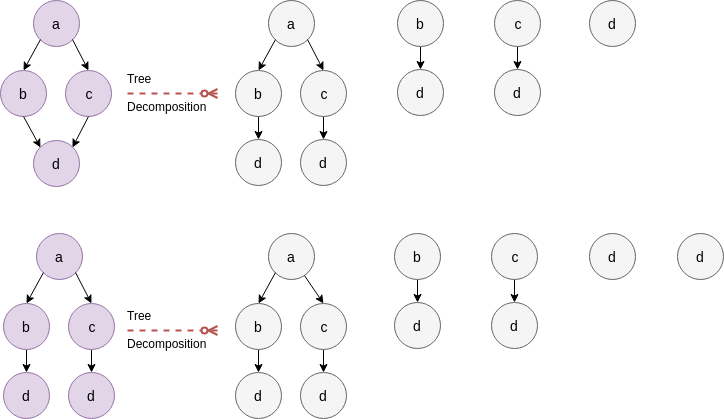 a a b c d
b c Tree b c d d
Decomposition
d d d
a a b c d d
b c Tree b c d d
Decomposition
d d d d